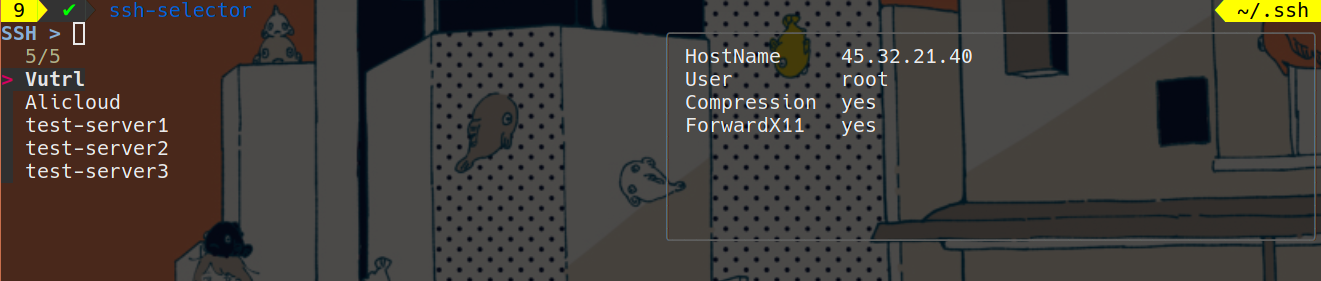 9 ✔ ssh-selector ~/.ssh
SSH >
5/5
> Vutrl
Alicloud
test-server1
test-server2
test-server3
HostName 45.32.21.40
User root
Compression yes
ForwardX11 yes